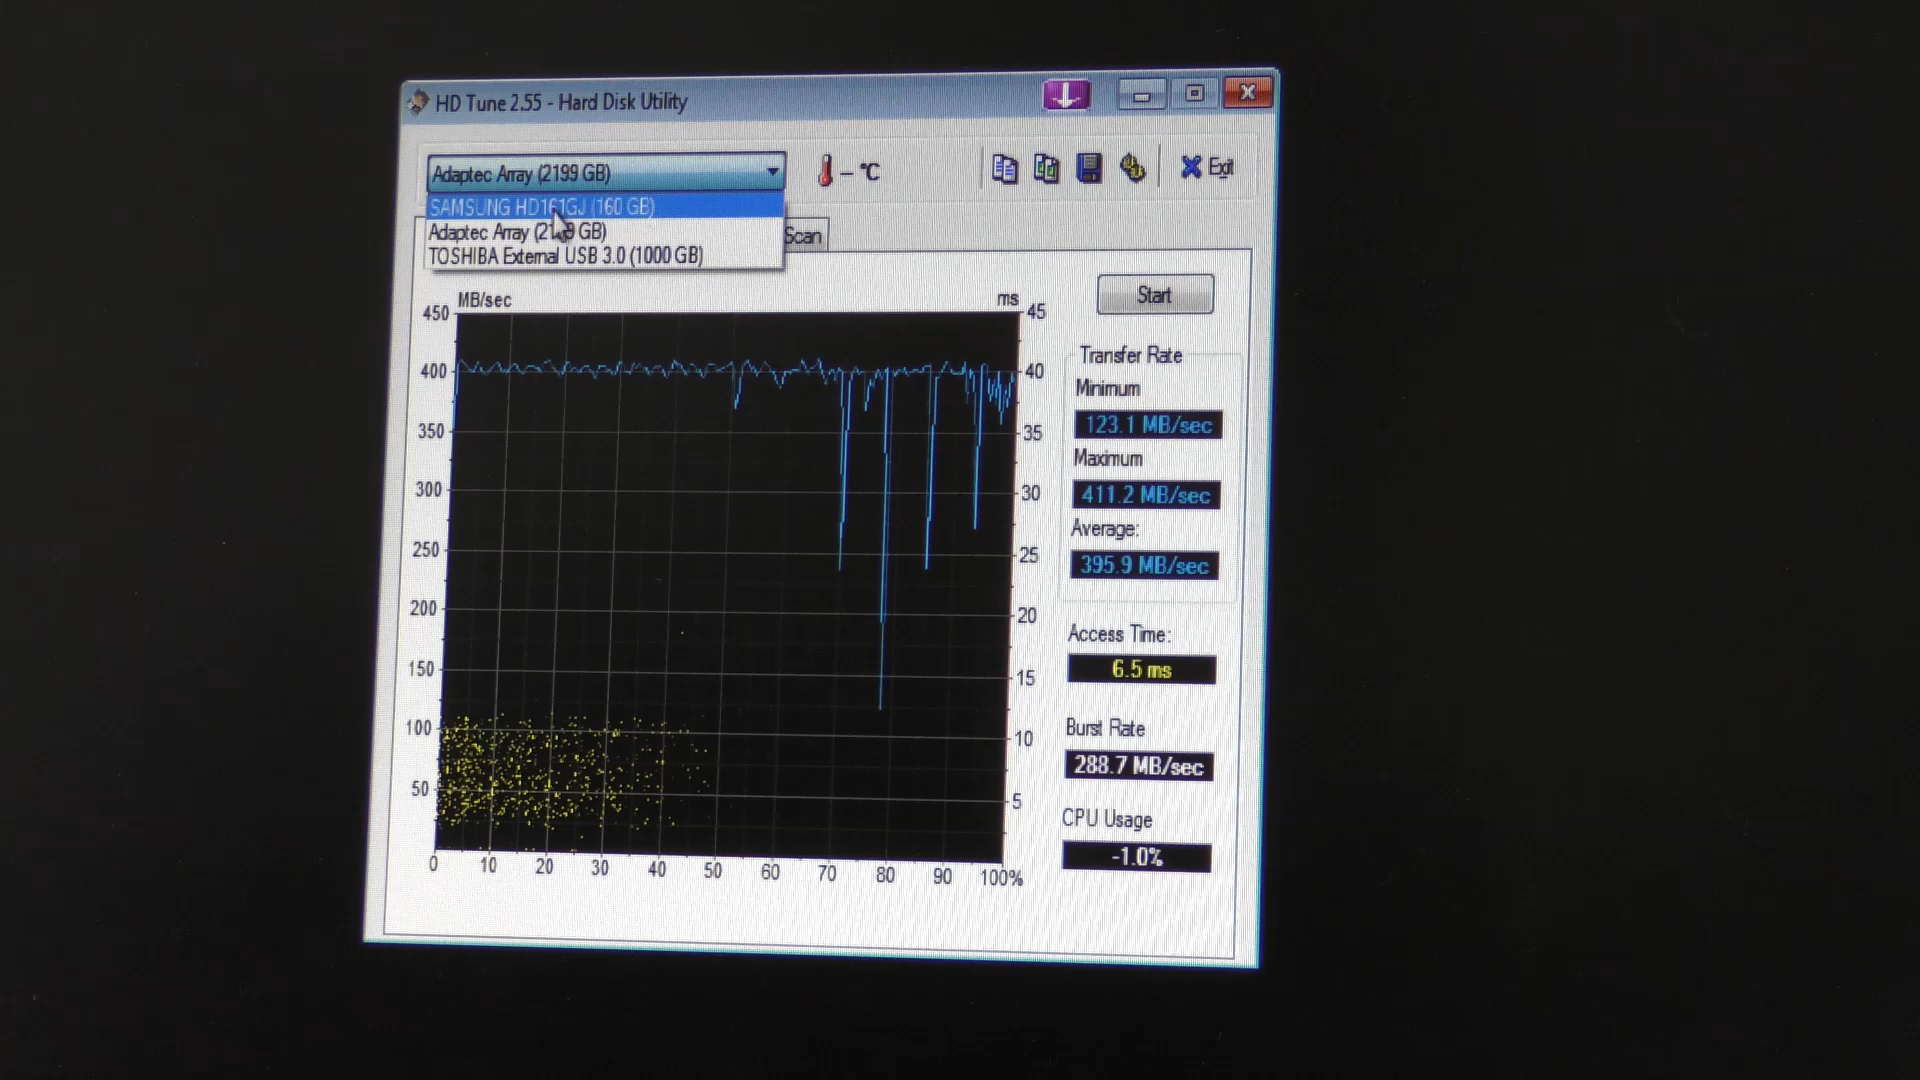 HD Tune 2.55 - Hard Disk Utility
Adaptec Array (2199 GB)
– °C
Exit
SAMSUNG HD161GJ (160 GB)
Adaptec Array (2199 GB)
TOSHIBA External USB 3.0 (1000 GB)
Scan
MB/sec
ms
Start
450
400
350
300
250
200
150
100
50
45
40
35
30
25
20
15
10
5
0
10
20
30
40
50
60
70
80
90
100%
Transfer Rate
Minimum
123.1 MB/sec
Maximum
411.2 MB/sec
Average:
395.9 MB/sec
Access Time:
6.5 ms
Burst Rate
288.7 MB/sec
CPU Usage
-1.0%